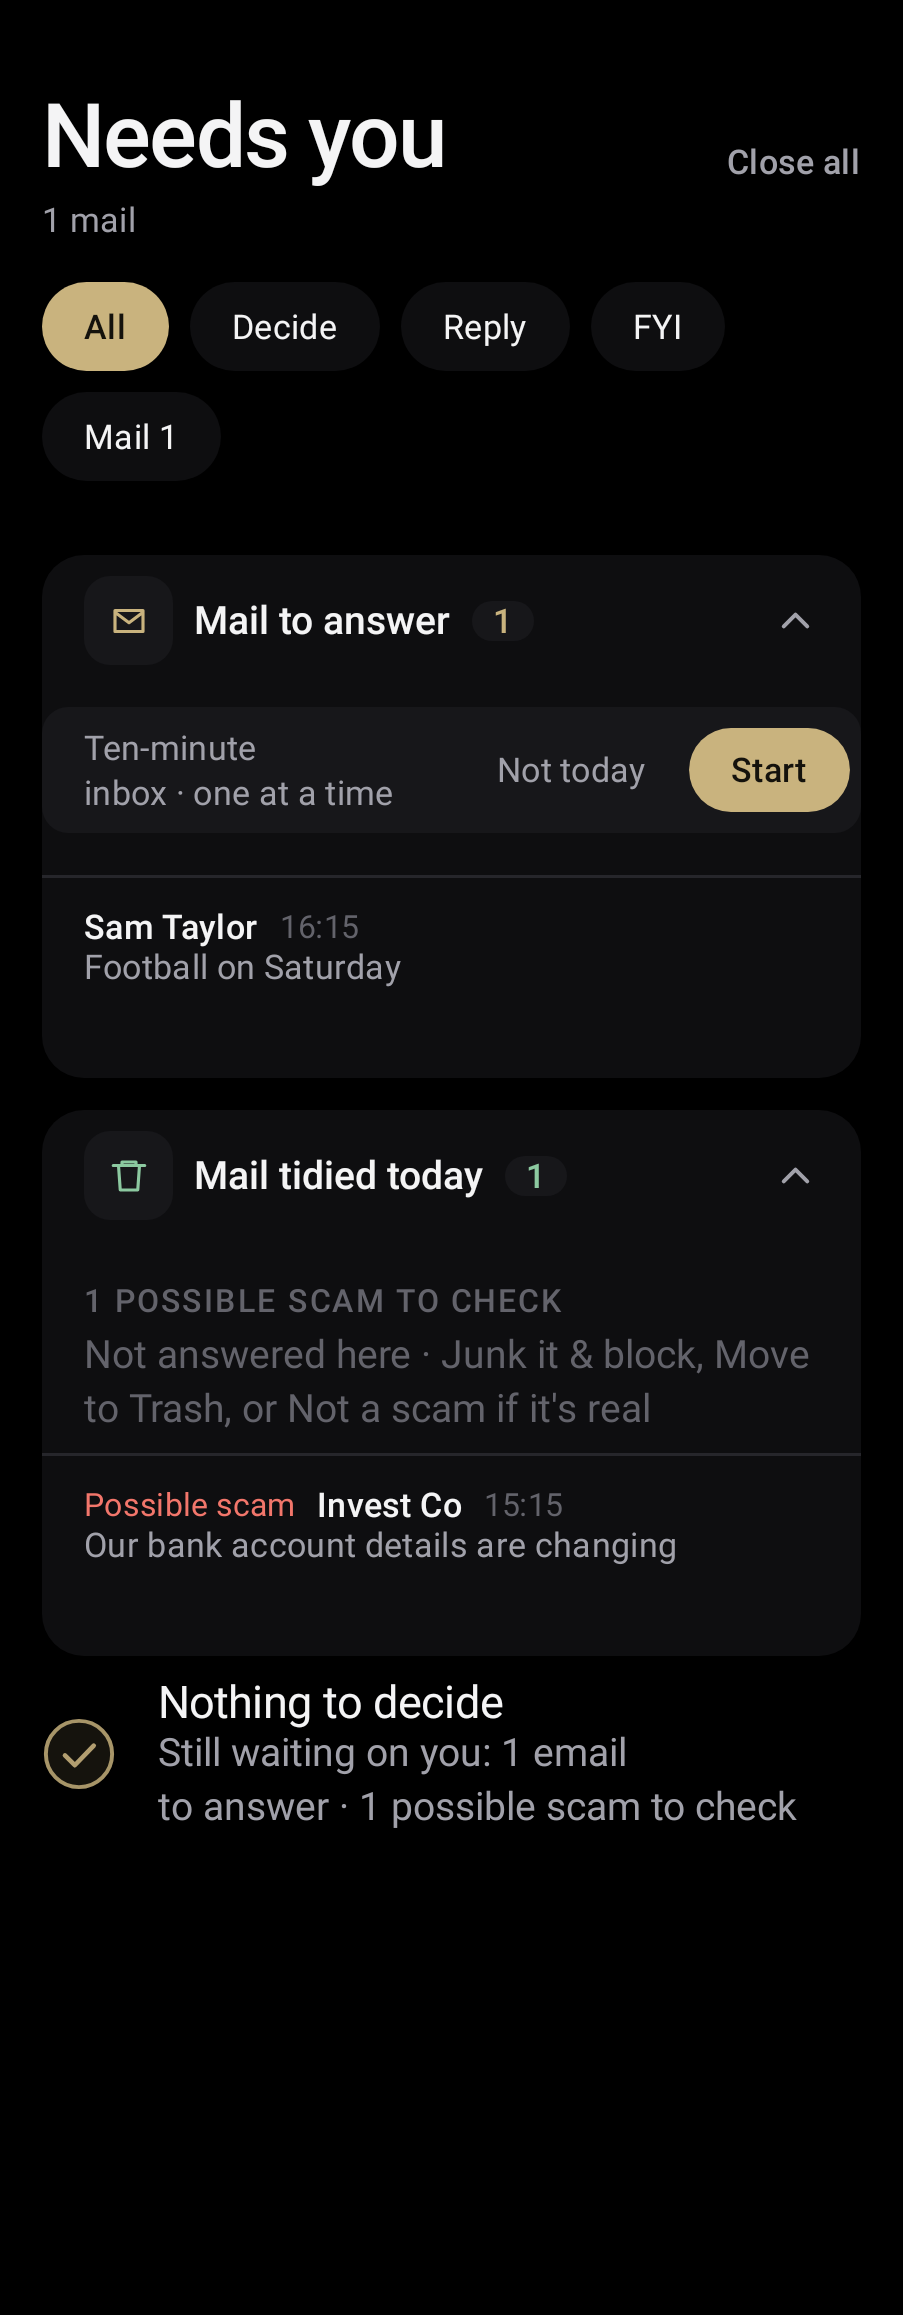 Needs you
Close all
1 mail
All
Decide
Reply
FYI
Mail 1
Mail to answer 1
Ten-minute
inbox · one at a time
Not today
Start
Sam Taylor 16:15
Football on Saturday
Mail tidied today 1
1 POSSIBLE SCAM TO CHECK
Not answered here · Junk it & block, Move
to Trash, or Not a scam if it's real
Possible scam Invest Co 15:15
Our bank account details are changing
Nothing to decide
Still waiting on you: 1 email
to answer · 1 possible scam to check